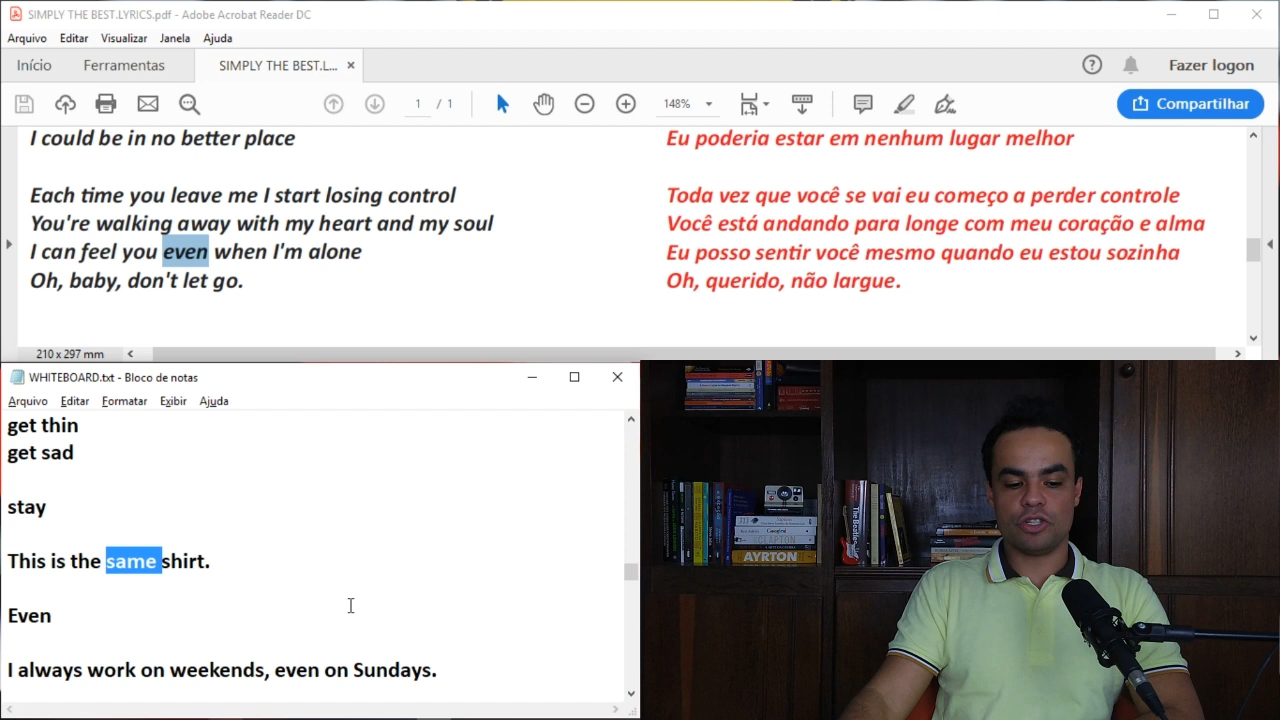 SIMPLY THE BEST.LYRICS.pdf - Adobe Acrobat Reader DC
Arquivo Editar Visualizar Janela Ajuda
Início Ferramentas SIMPLY THE BEST.L... × Fazer logon
1 / 1 148% Compartilhar
I could be in no better place
Eu poderia estar em nenhum lugar melhor
Each time you leave me I start losing control
Toda vez que você se vai eu começo a perder controle
You're walking away with my heart and my soul
Você está andando para longe com meu coração e alma
I can feel you even when I'm alone
Eu posso sentir você mesmo quando eu estou sozinha
Oh, baby, don't let go.
Oh, querido, não largue.
210 x 297 mm
WHITEBOARD.txt - Bloco de notas
Arquivo Editar Formatar Exibir Ajuda
get thin
get sad
stay
This is the same shirt.
Even
I always work on weekends, even on Sundays.
The Beatles
CLAPTON
AYRTON